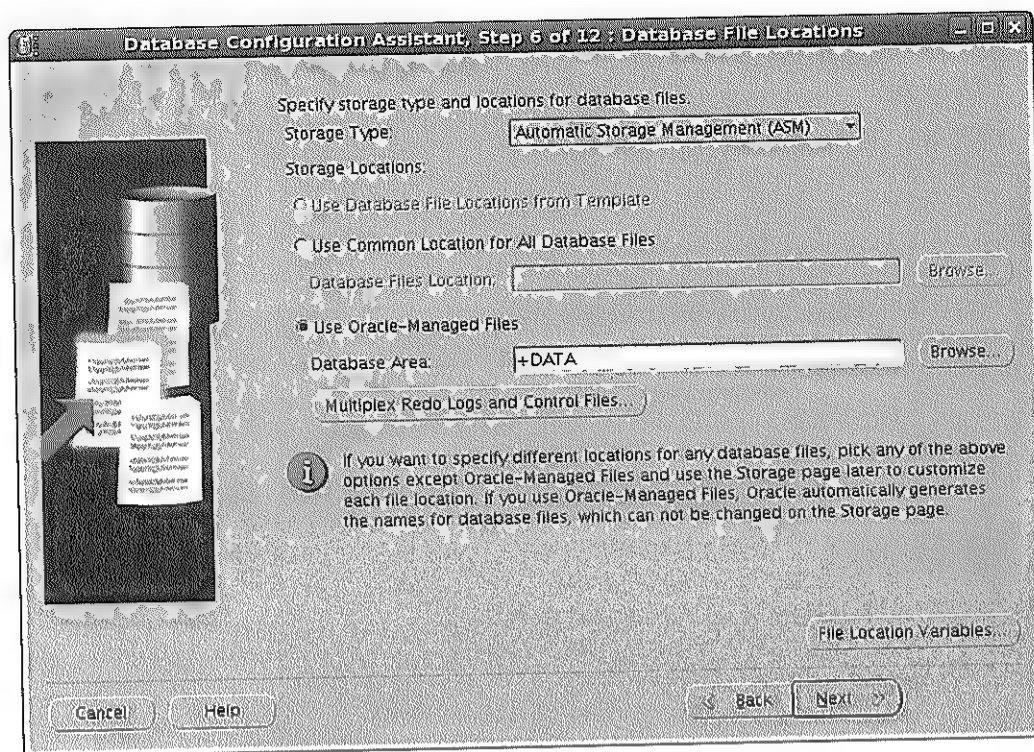 Database Configuration Assistant, Step 6 of 12 : Database File Locations
Specify storage type and locations for database files.
Storage Type: Automatic Storage Management (ASM)
Storage Locations:
Use Database File Locations from Template
Use Common Location for All Database Files
Database Files Location: Browse...
Use Oracle-Managed Files
Database Area: +DATA Browse...
Multiplex Redo Logs and Control Files...
If you want to specify different locations for any database files, pick any of the above
options except Oracle-Managed Files and use the Storage page later to customize
each file location. If you use Oracle-Managed Files, Oracle automatically generates
the names for database files, which can not be changed on the Storage page.
File Location Variables...
Cancel Help Back Next